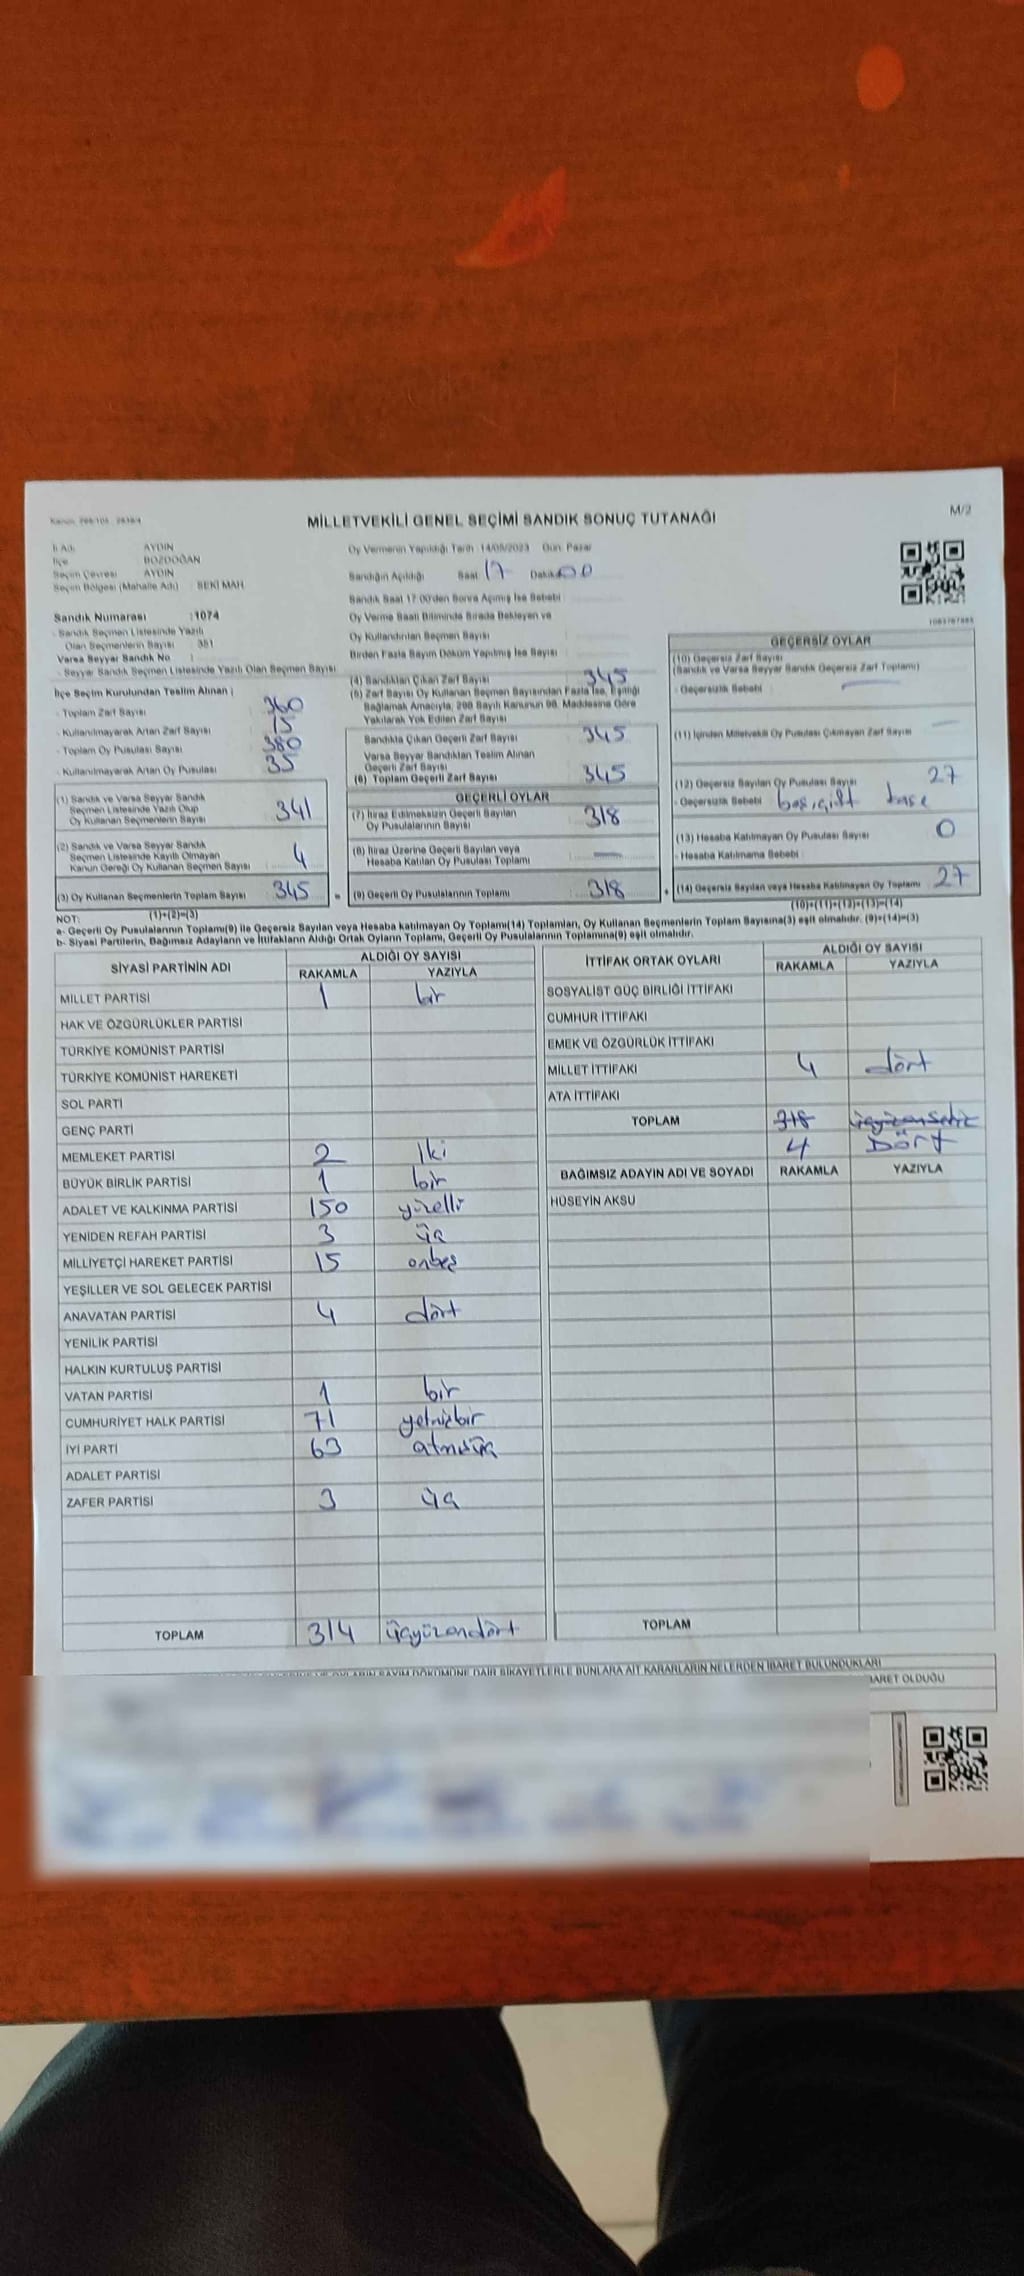 MİLLETVEKİLİ GENEL SEÇİMİ SANDIK SONUÇ TUTANAĞI
M/2
İl Adı AYDIN
İlçe BOZDOĞAN
Seçim Çevresi AYDIN
Seçim Bölgesi (Mahalle Adı) : SEKİ MAH
Sandık Numarası :1074
Sandık Seçmen Listesinde Yazılı
Olan Seçmenlerin Sayısı : 351
Varsa Seyyar Sandık No
- Seyyar Sandık Seçmen Listesinde Yazılı Olan Seçmen Sayısı
Oy Vermenin Yapıldığı Tarih : 14/05/2023 Gün: Pazar
Sandığın Açıldığı Saat 17 Dakika 00
Sandık Saat 17:00'den Sonra Açılmış İse Sebebi
Oy Verme Saati Bitiminde Sırada Bekleyen ve
Oy Kullandırılan Seçmen Sayısı
Birden Fazla Sayım Döküm Yapılmış İse Sayısı
İlçe Seçim Kurulundan Teslim Alınan :
- Toplam Zarf Sayısı 360
- Kullanılmayarak Artan Zarf Sayısı 15
- Toplam Oy Pusulası Sayısı 380
- Kullanılmayarak Artan Oy Pusulası 35
(1) Sandık ve Varsa Seyyar Sandık
Seçmen Listesinde Yazılı Olup
Oy Kullanan Seçmenlerin Sayısı 341
(2) Sandık ve Varsa Seyyar Sandık
Seçmen Listesinde Kayıtlı Olmayan
Kanun Gereği Oy Kullanan Seçmen Sayısı 4
(3) Oy Kullanan Seçmenlerin Toplam Sayısı 345 =
(1)+(2)=(3)
(4) Sandıktan Çıkan Zarf Sayısı 345
(5) Zarf Sayısı Oy Kullanan Seçmen Sayısından Fazla İse, Eşitliği
Bağlamak Amacıyla, 298 Sayılı Kanunun 98. Maddesine Göre
Yakılarak Yok Edilen Zarf Sayısı
Sandıkta Çıkan Geçerli Zarf Sayısı 345
Varsa Seyyar Sandıktan Teslim Alınan
Geçerli Zarf Sayısı
(6) Toplam Geçerli Zarf Sayısı 345
GEÇERLİ OYLAR
(7) İtiraz Edilmeksizin Geçerli Sayılan
Oy Pusulalarının Sayısı 318
(8) İtiraz Üzerine Geçerli Sayılan veya
Hesaba Katılan Oy Pusulası Toplamı —
(9) Geçerli Oy Pusulalarının Toplamı 318 +
GEÇERSİZ OYLAR
(10) Geçersiz Zarf Sayısı
(Sandık ve Varsa Seyyar Sandık Geçersiz Zarf Toplamı)
- Geçersizlik Sebebi —
(11) İçinden Milletvekili Oy Pusulası Çıkmayan Zarf Sayısı —
(12) Geçersiz Sayılan Oy Pusulası Sayısı 27
- Geçersizlik Sebebi boş, çift
(13) Hesaba Katılmayan Oy Pusulası Sayısı 0
- Hesaba Katılmama Sebebi
(14) Geçersiz Sayılan veya Hesaba Katılmayan Oy Toplamı 27
(10)+(11)+(12)+(13)=(14)
NOT:
a- Geçerli Oy Pusulalarının Toplamı(9) ile Geçersiz Sayılan veya Hesaba katılmayan Oy Toplamı(14) Toplamları, Oy Kullanan Seçmenlerin Toplam Sayısına(3) eşit olmalıdır. (9)+(14)=(3)
b- Siyasi Partilerin, Bağımsız Adayların ve İttifakların Aldığı Ortak Oyların Toplamı, Geçerli Oy Pusulalarının Toplamına(9) eşit olmalıdır.
SİYASİ PARTİNİN ADI ALDIĞI OY SAYISI
RAKAMLA YAZIYLA
MİLLET PARTİSİ 1 bir
HAK VE ÖZGÜRLÜKLER PARTİSİ
TÜRKİYE KOMÜNİST PARTİSİ
TÜRKİYE KOMÜNİST HAREKETİ
SOL PARTİ
GENÇ PARTİ
MEMLEKET PARTİSİ 2 İki
BÜYÜK BİRLİK PARTİSİ 1 bir
ADALET VE KALKINMA PARTİSİ 150 yüzelli
YENİDEN REFAH PARTİSİ 3 üç
MİLLİYETÇİ HAREKET PARTİSİ 15 onbeş
YEŞİLLER VE SOL GELECEK PARTİSİ
ANAVATAN PARTİSİ 4 dört
YENİLİK PARTİSİ
HALKIN KURTULUŞ PARTİSİ
VATAN PARTİSİ 1 bir
CUMHURİYET HALK PARTİSİ 71 yetmişbir
İYİ PARTİ 63 atmışüç
ADALET PARTİSİ
ZAFER PARTİSİ 3 üç
TOPLAM 314 üçyüzondört
İTTİFAK ORTAK OYLARI ALDIĞI OY SAYISI
RAKAMLA YAZIYLA
SOSYALİST GÜÇ BİRLİĞİ İTTİFAKI
CUMHUR İTTİFAKI
EMEK VE ÖZGÜRLÜK İTTİFAKI
MİLLET İTTİFAKI 4 dört
ATA İTTİFAKI
TOPLAM 318 üçyüzonsekiz
4 Dört
BAĞIMSIZ ADAYIN ADI VE SOYADI RAKAMLA YAZIYLA
HÜSEYİN AKSU
TOPLAM
OYLARIN SAYIM DÖKÜMÜNE DAİR ŞİKAYETLERLE BUNLARA AİT KARARLARIN NELERDEN İBARET BULUNDUKLARI
OLDUĞU